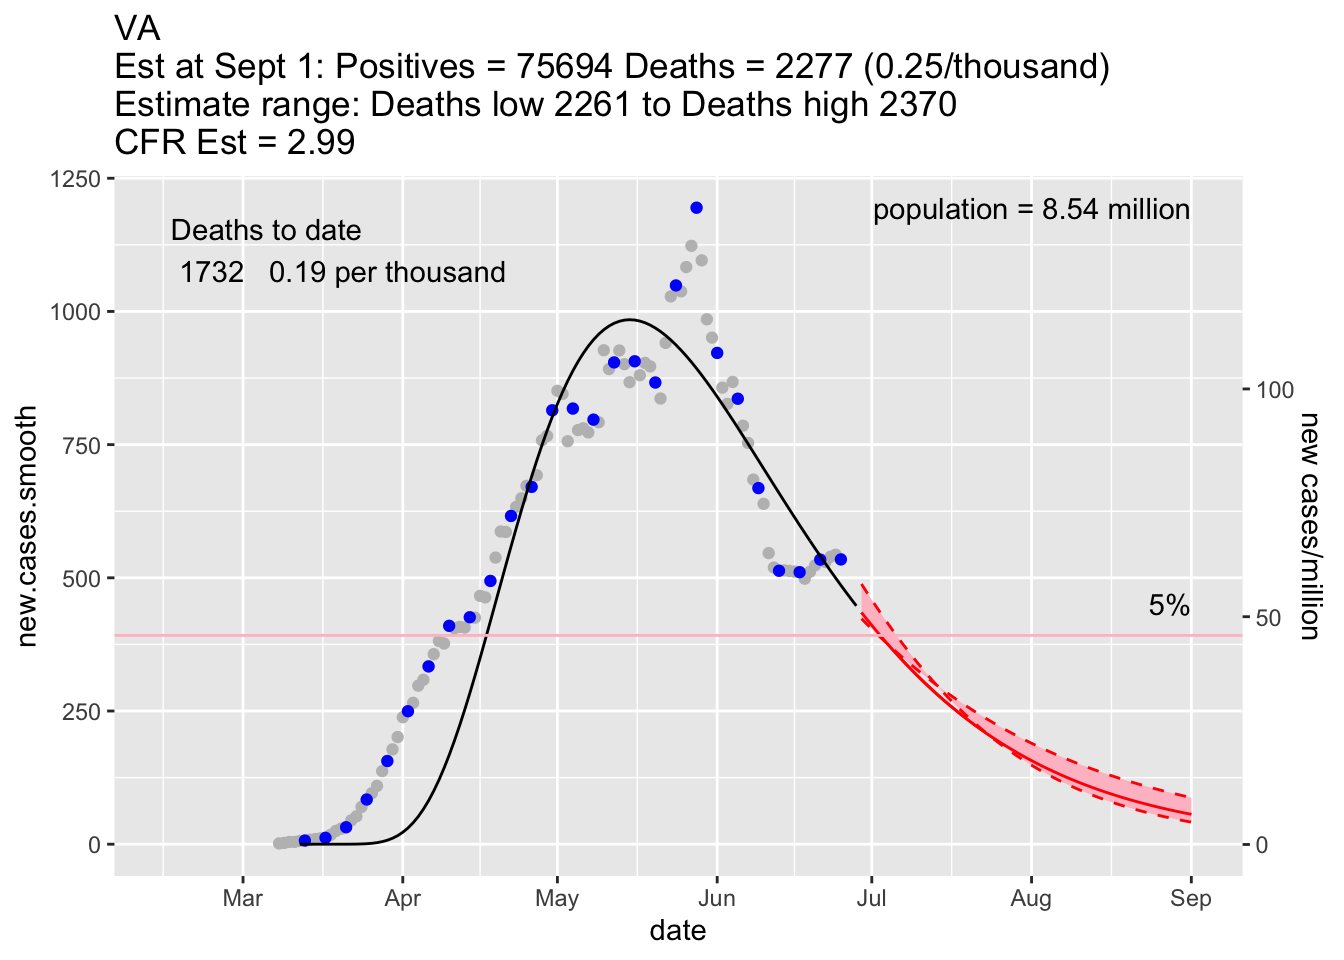 VA
Est at Sept 1: Positives = 75694 Deaths = 2277 (0.25/thousand)
Estimate range: Deaths low 2261 to Deaths high 2370
CFR Est = 2.99
Deaths to date
1732 0.19 per thousand
population = 8.54 million
5%
1250
1000
750
500
250
0
new.cases.smooth
100
50
0
new cases/million
Mar Apr May Jun Jul Aug Sep
date